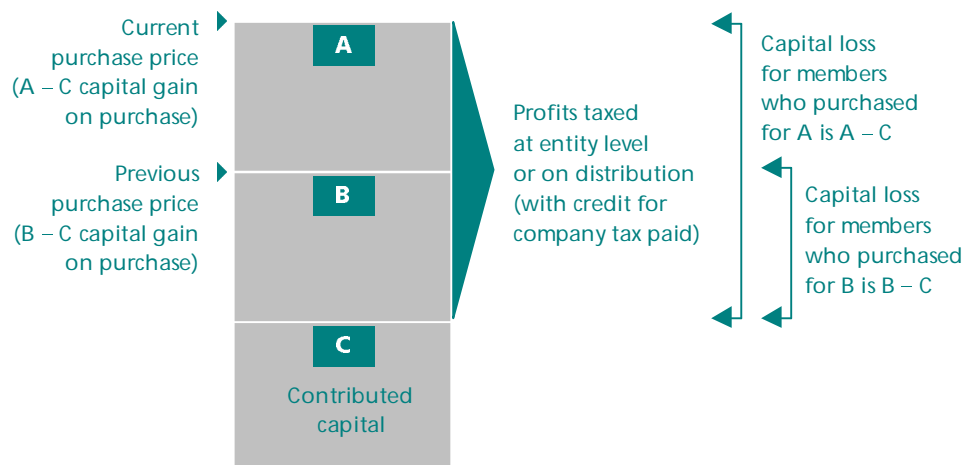 Current
purchase price
(A – C capital gain
on purchase)
A
Profits taxed
at entity level
or on distribution
(with credit for
company tax paid)
Capital loss
for members
who purchased
for A is A – C
Previous
purchase price
(B – C capital gain
on purchase)
B
Capital loss
for members
who purchased
for B is B – C
C
Contributed
capital